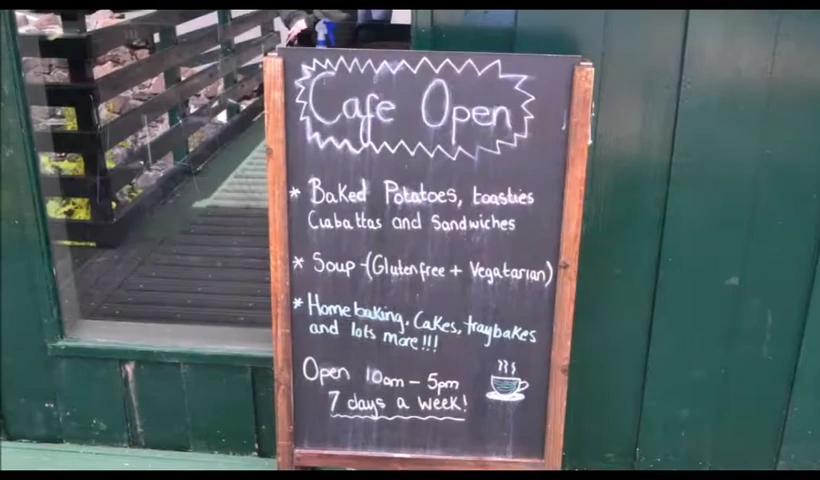 Cafe Open
* Baked Potatoes, toasties
Ciabattas and Sandwiches
* Soup - (Glutenfree + Vegatarian)
* Home baking, Cakes, traybakes
and lots more!!!
Open 10am - 5pm
7 days a week!